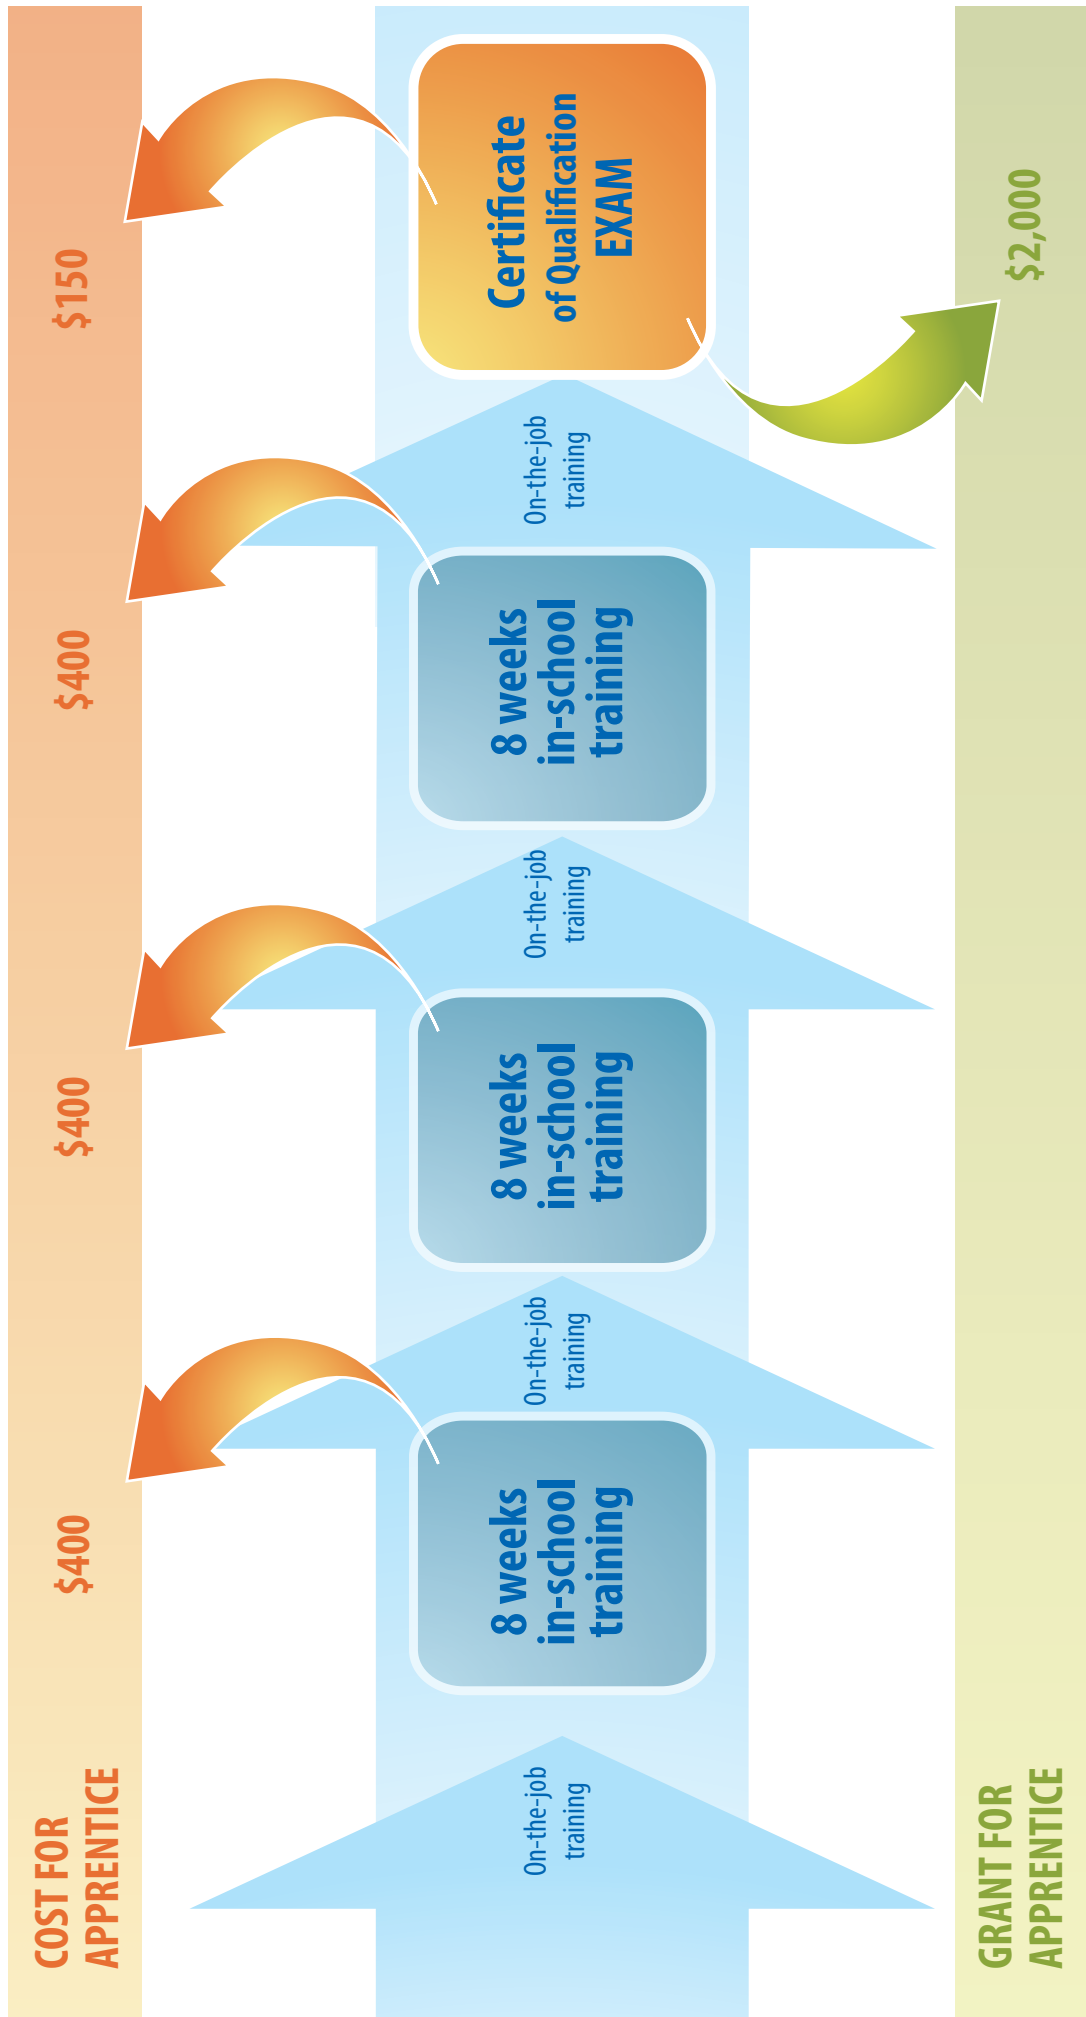 COST FOR
APPRENTICE
$400
$400
$400
$150
On-the-job
training
8 weeks
in-school
training
On-the-job
training
8 weeks
in-school
training
On-the-job
training
8 weeks
in-school
training
On-the-job
training
Certificate
of Qualification
EXAM
GRANT FOR
APPRENTICE
$2,000